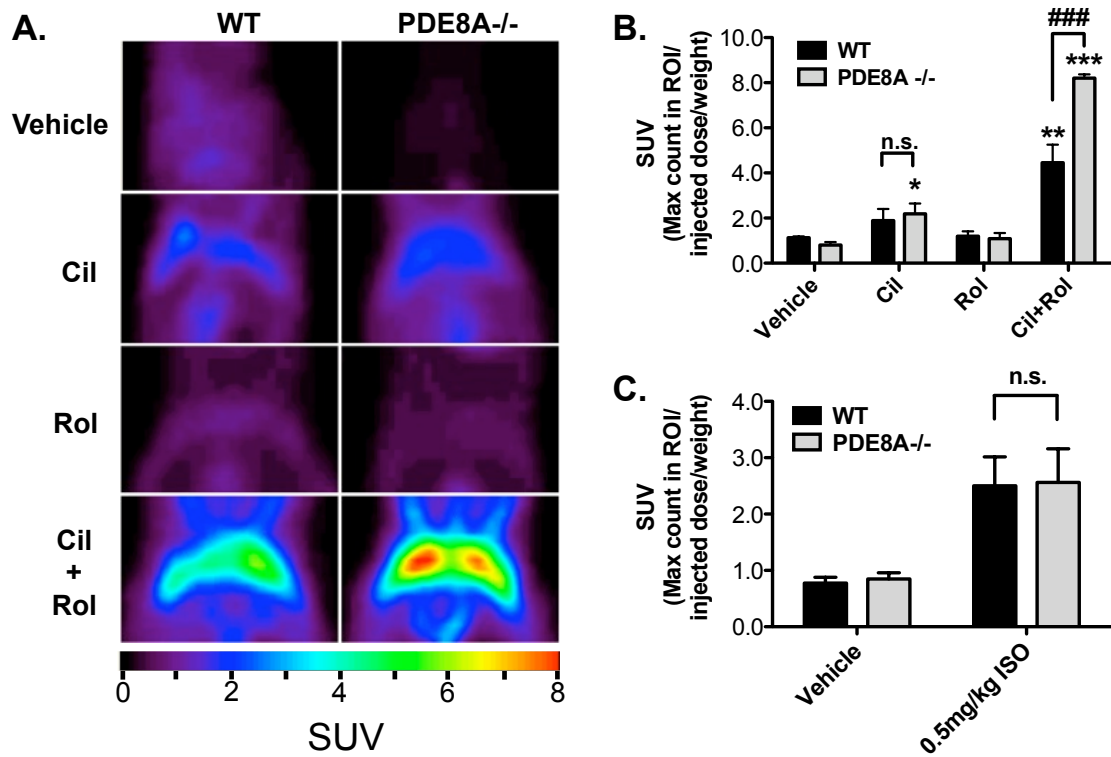 A.
WT PDE8A-/-
Vehicle
Cil
Rol
Cil
+
Rol
0 2 4 6 8
SUV
B.
SUV
(Max count in ROI/
injected dose/weight)
10.0
8.0
6.0
4.0
2.0
0.0
WT
PDE8A -/-
n.s.
*
**
###
***
Vehicle
Cil
Rol
Cil+Rol
C.
SUV
(Max count in ROI/
injected dose/weight)
4.0
3.0
2.0
1.0
0.0
WT
PDE8A-/-
n.s.
Vehicle
0.5mg/kg ISO